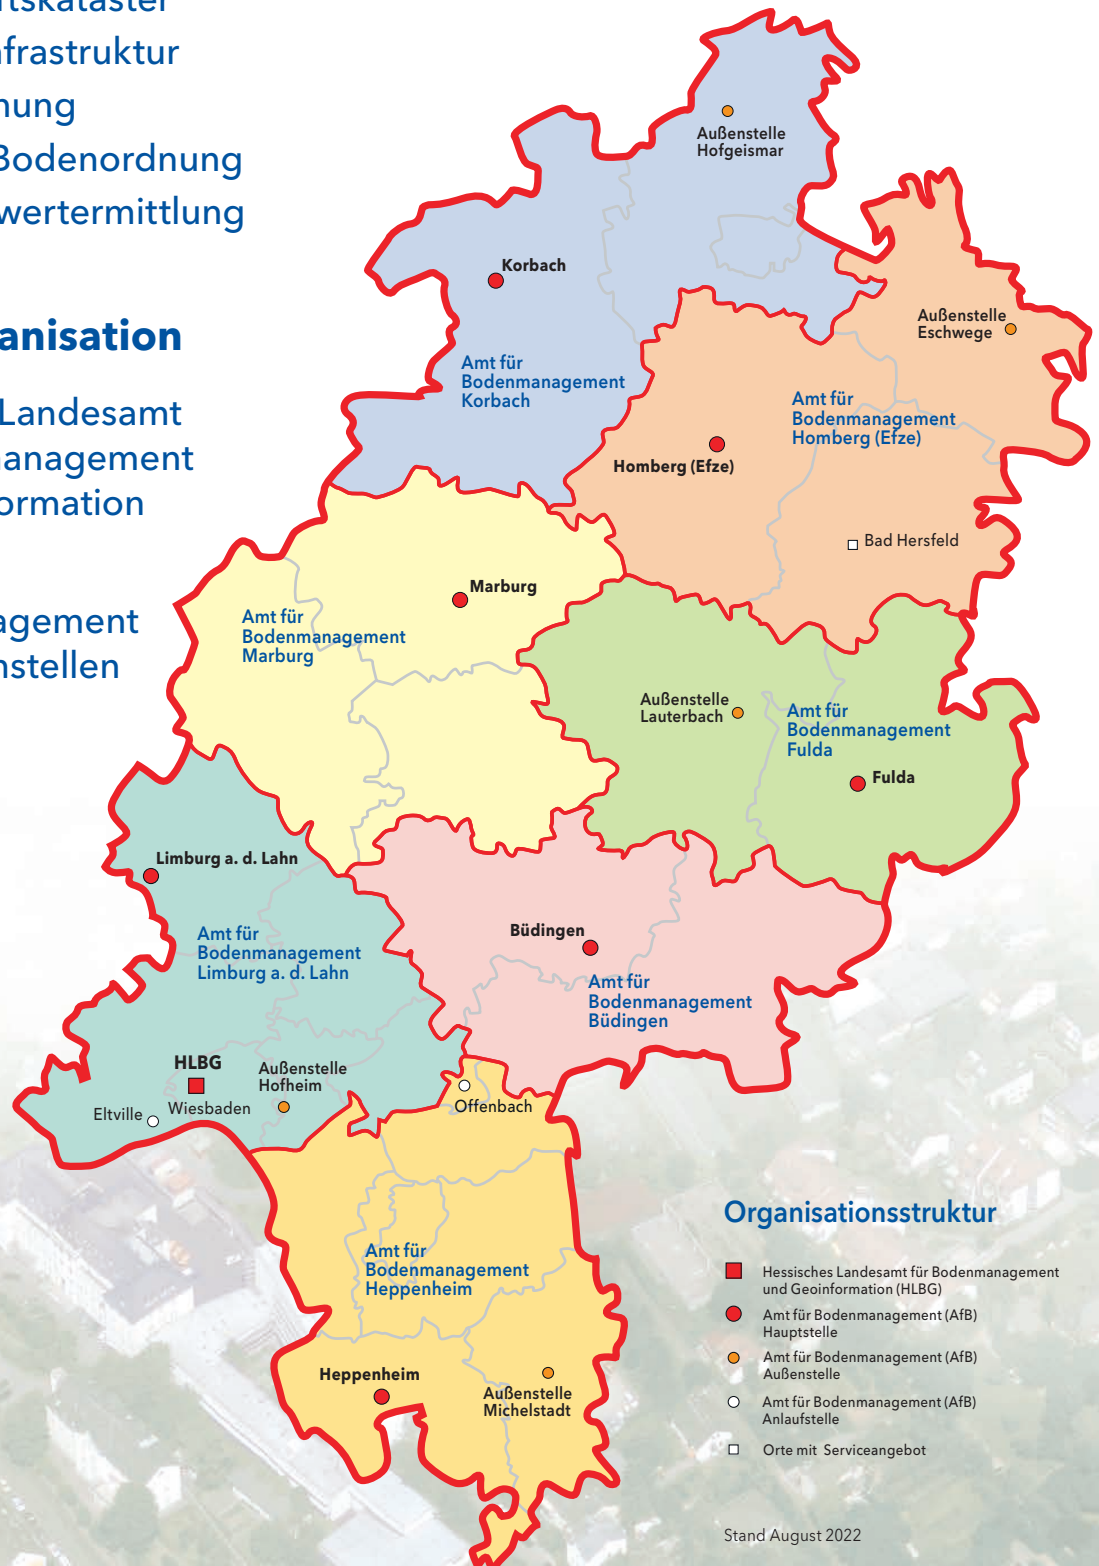 tskataster
nfrastruktur
nung
Bodenordnung
wertermittlung
anisation
Landesamt
nanagement
ormation
agement
nstellen
Außenstelle
Hofgeismar
Korbach
Amt für
Bodenmanagement
Korbach
Außenstelle
Eschwege
Amt für
Bodenmanagement
Homberg (Efze)
Homberg (Efze)
Bad Hersfeld
Marburg
Amt für
Bodenmanagement
Marburg
Außenstelle
Lauterbach
Amt für
Bodenmanagement
Fulda
Fulda
Limburg a. d. Lahn
Amt für
Bodenmanagement
Limburg a. d. Lahn
Büdingen
Amt für
Bodenmanagement
Büdingen
HLBG
Wiesbaden
Außenstelle
Hofheim
Eltville
Offenbach
Amt für
Bodenmanagement
Heppenheim
Heppenheim
Außenstelle
Michelstadt
Organisationsstruktur
Hessisches Landesamt für Bodenmanagement
und Geoinformation (HLBG)
Amt für Bodenmanagement (AfB)
Hauptstelle
Amt für Bodenmanagement (AfB)
Außenstelle
Amt für Bodenmanagement (AfB)
Anlaufstelle
Orte mit Serviceangebot
Stand August 2022